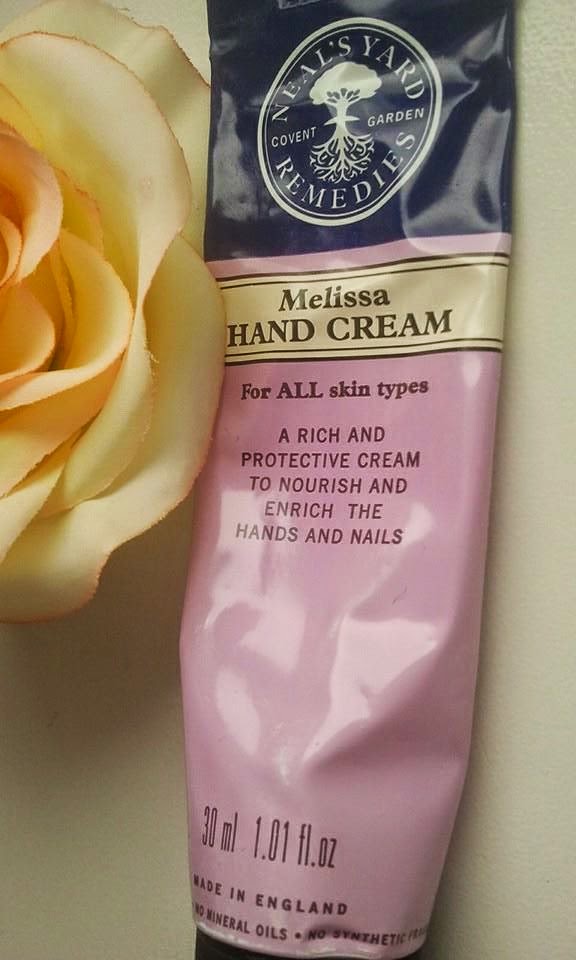 NEAL'S YARD
COVENT GARDEN
REMEDIES
Melissa
HAND CREAM
For ALL skin types
A RICH AND
PROTECTIVE CREAM
TO NOURISH AND
ENRICH THE
HANDS AND NAILS
30 ml 1.01 fl.oz
MADE IN ENGLAND
NO MINERAL OILS • NO SYNTHETIC